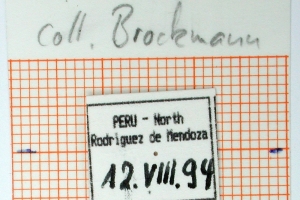 coll. Brockmann
PERU - North
Rodriguez de Mendoza
12.VIII.94